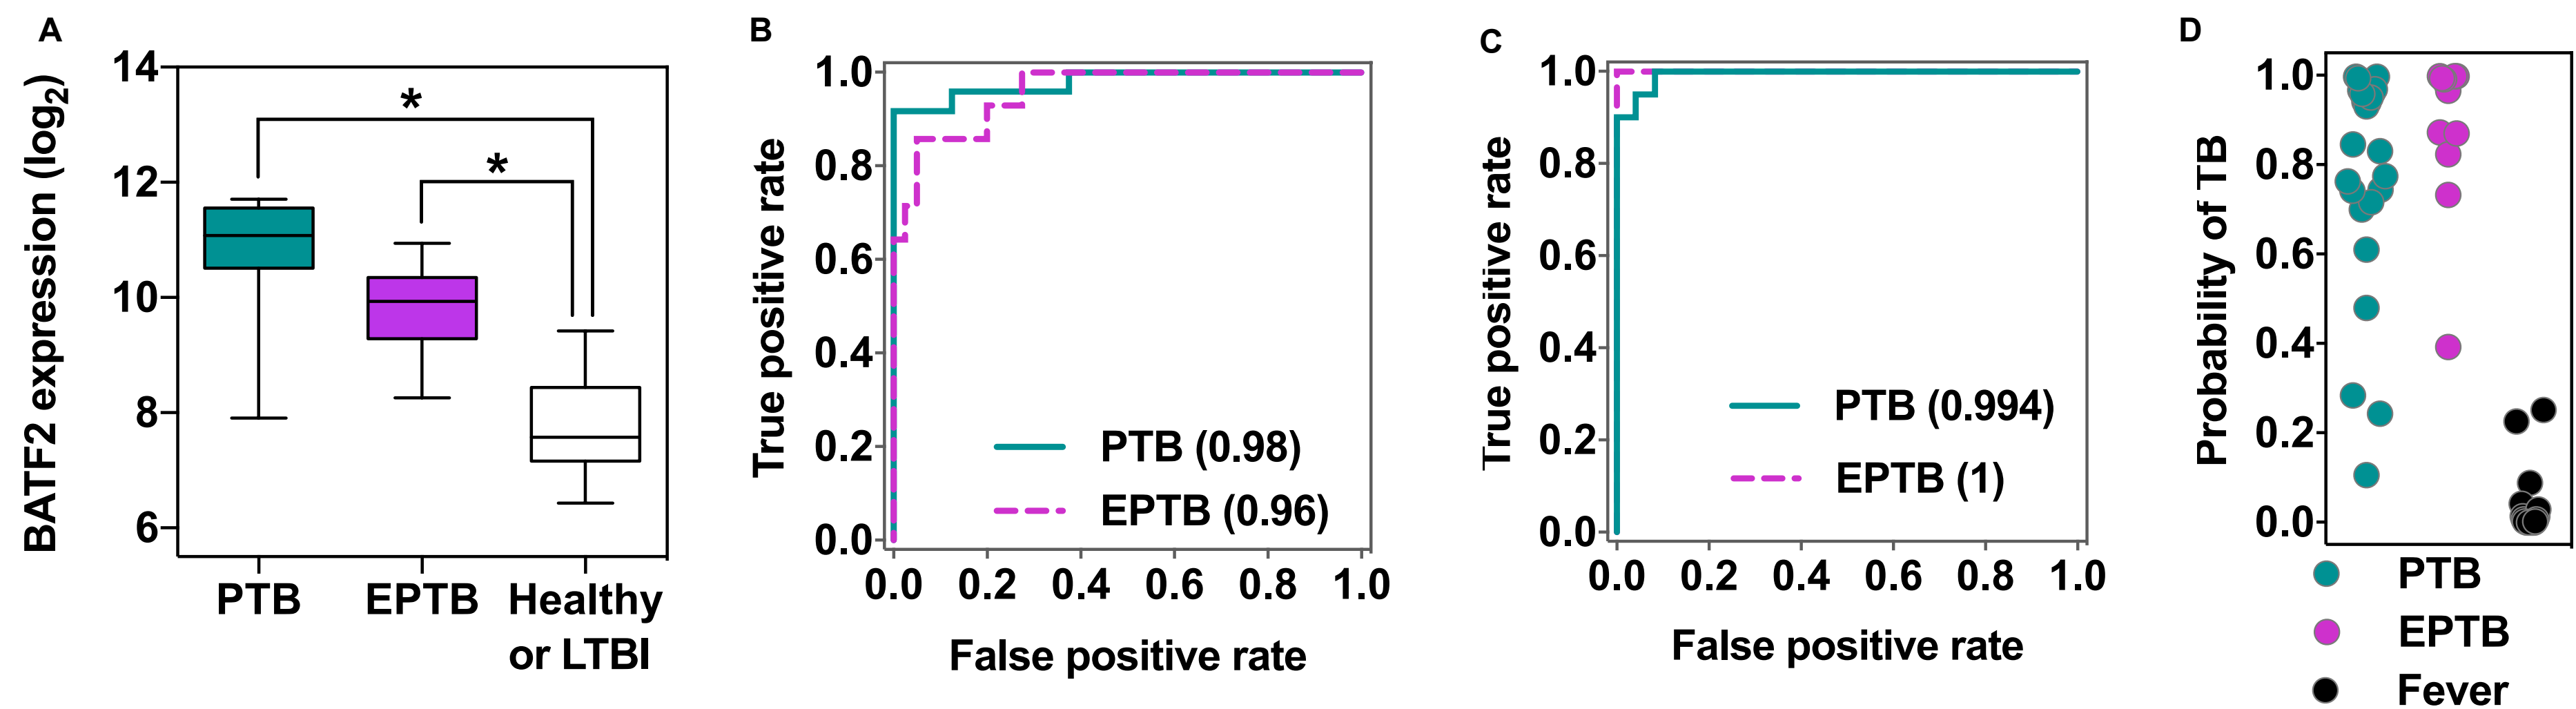 A
BATF2 expression (log2)
14
12
10
8
6
*
*
PTB
EPTB
Healthy
or LTBI
B
True positive rate
1.0
0.8
0.6
0.4
0.2
0.0
PTB (0.98)
EPTB (0.96)
0.0 0.2 0.4 0.6 0.8 1.0
False positive rate
C
True positive rate
1.0
0.8
0.6
0.4
0.2
0.0
PTB (0.994)
EPTB (1)
0.0 0.2 0.4 0.6 0.8 1.0
False positive rate
D
Probability of TB
1.0
0.8
0.6
0.4
0.2
0.0
PTB
EPTB
Fever